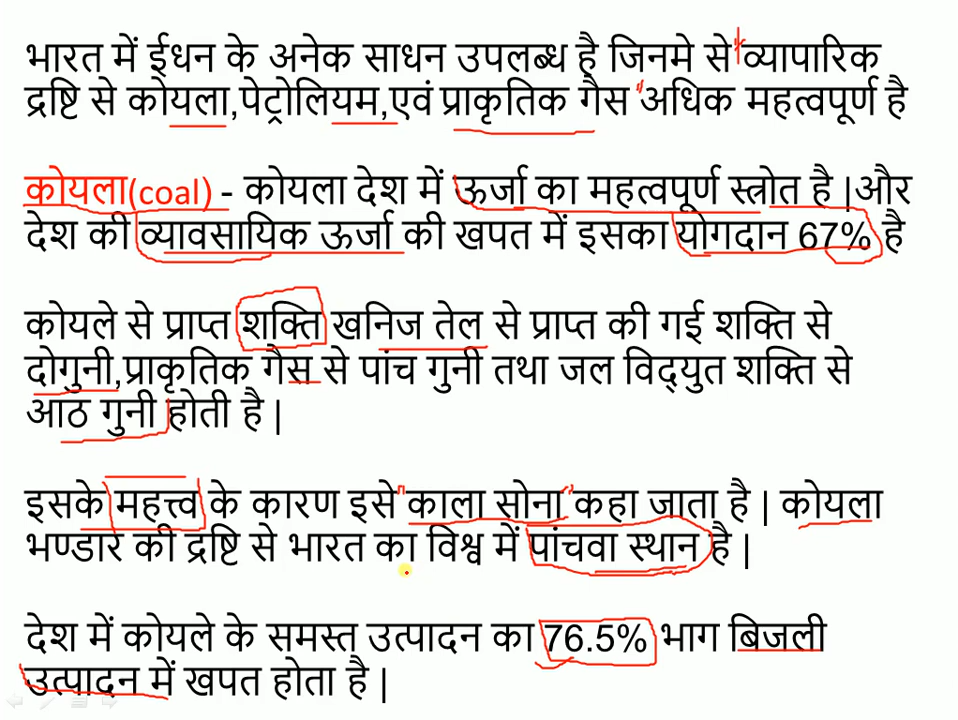 भारत में ईधन के अनेक साधन उपलब्ध है जिनमे से व्यापारिक
द्रष्टि से कोयला,पेट्रोलियम,एवं प्राकृतिक गैस अधिक महत्वपूर्ण है
कोयला(coal) - कोयला देश में ऊर्जा का महत्वपूर्ण स्त्रोत है |और
देश की व्यावसायिक ऊर्जा की खपत में इसका योगदान 67% है
कोयले से प्राप्त शक्ति खनिज तेल से प्राप्त की गई शक्ति से
दोगुनी,प्राकृतिक गैस से पांच गुनी तथा जल विद्युत शक्ति से
आठ गुनी होती है |
इसके महत्त्व के कारण इसे "काला सोना" कहा जाता है | कोयला
भण्डार की द्रष्टि से भारत का विश्व में पांचवा स्थान है |
देश में कोयले के समस्त उत्पादन का 76.5% भाग बिजली
उत्पादन में खपत होता है |